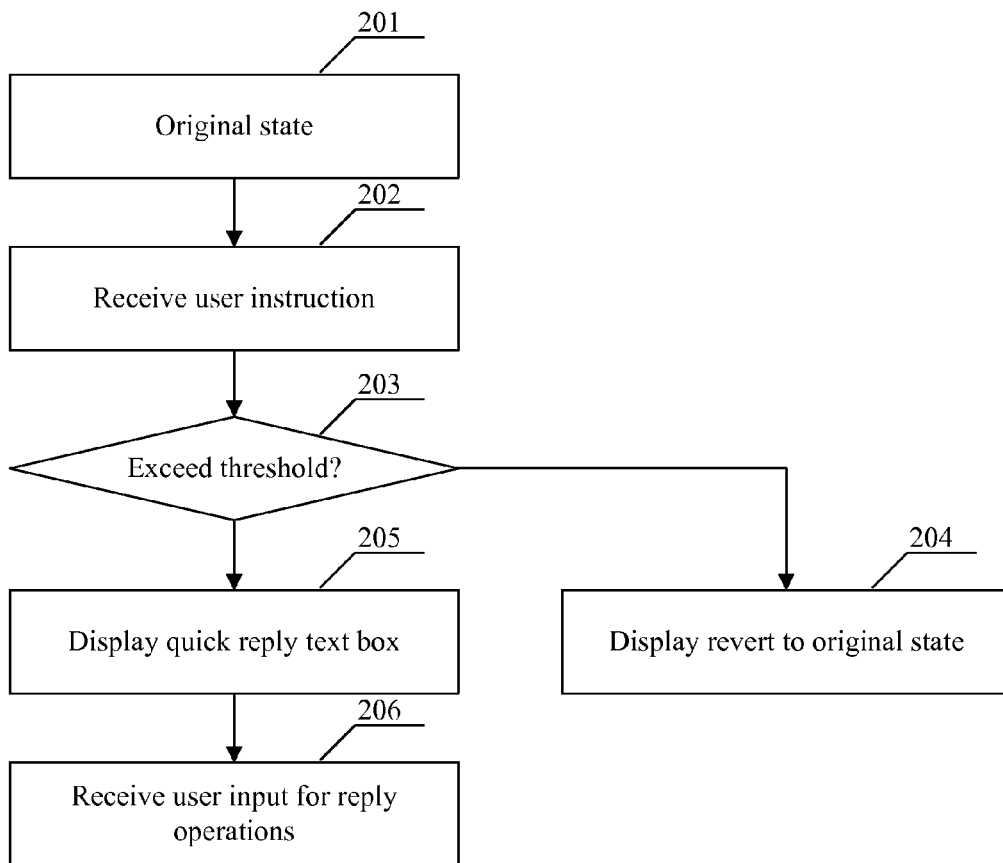 201
Original state
202
Receive user instruction
203
Exceed threshold?
205
Display quick reply text box
204
Display revert to original state
206
Receive user input for reply
operations